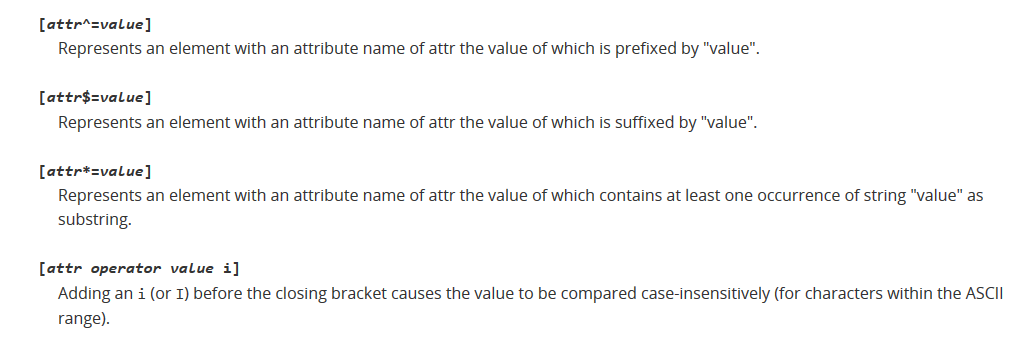 [attr^=value]
Represents an element with an attribute name of attr the value of which is prefixed by "value".
[attr$=value]
Represents an element with an attribute name of attr the value of which is suffixed by "value".
[attr*=value]
Represents an element with an attribute name of attr the value of which contains at least one occurrence of string "value" as
substring.
[attr operator value i]
Adding an i (or I) before the closing bracket causes the value to be compared case-insensitively (for characters within the ASCII
range).